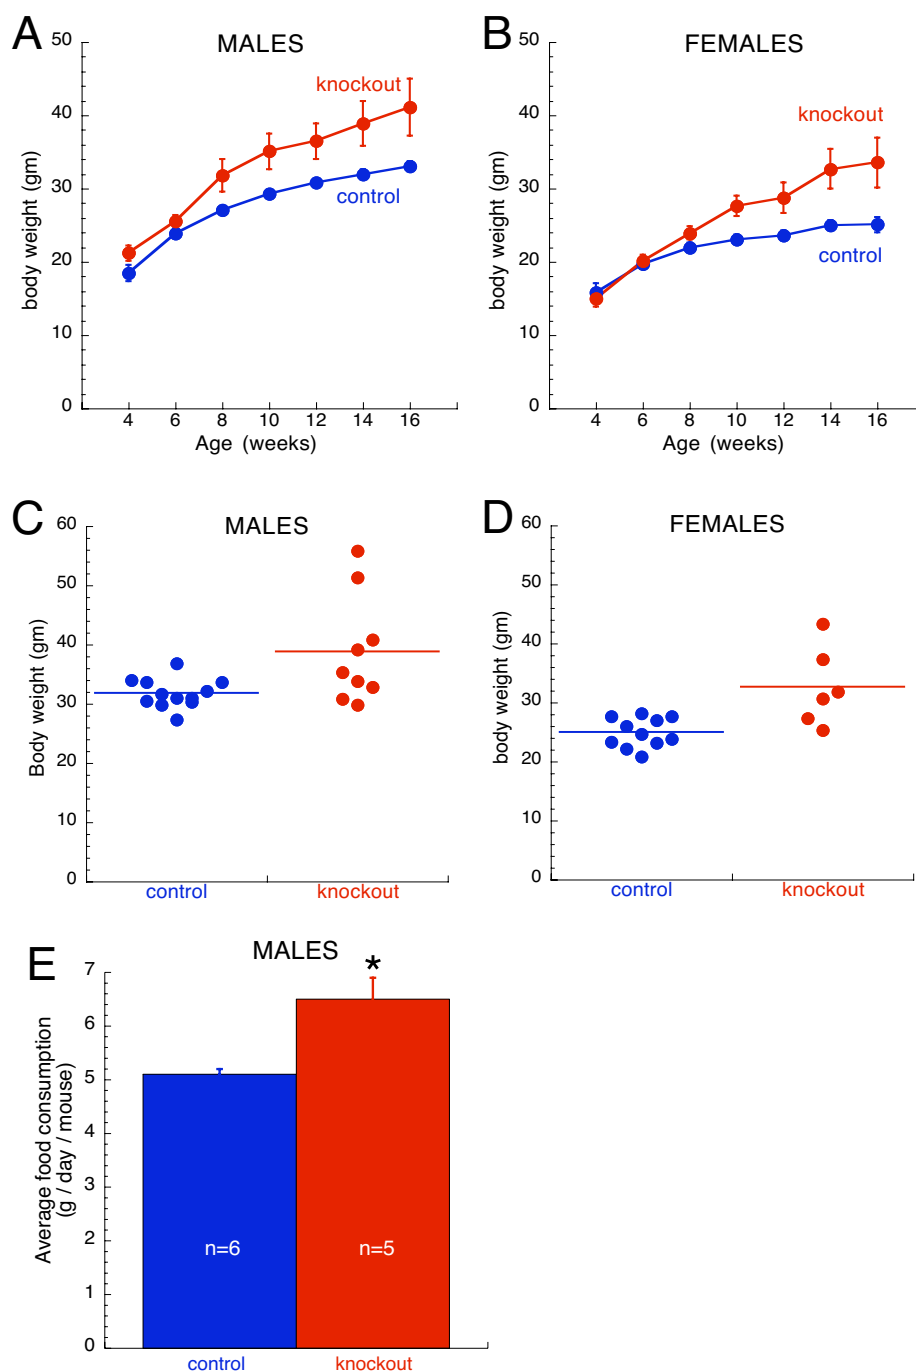 A
MALES
50
40
30
20
10
0
body weight (gm)
knockout
control
4 6 8 10 12 14 16
Age (weeks)
B
FEMALES
50
40
30
20
10
0
body weight (gm)
knockout
control
4 6 8 10 12 14 16
Age (weeks)
C
MALES
60
50
40
30
20
10
0
Body weight (gm)
control knockout
D
FEMALES
60
50
40
30
20
10
0
body weight (gm)
control knockout
E
MALES
7
6
5
4
3
2
1
0
Average food consumption
(g / day / mouse)
*
n=6 n=5
control knockout